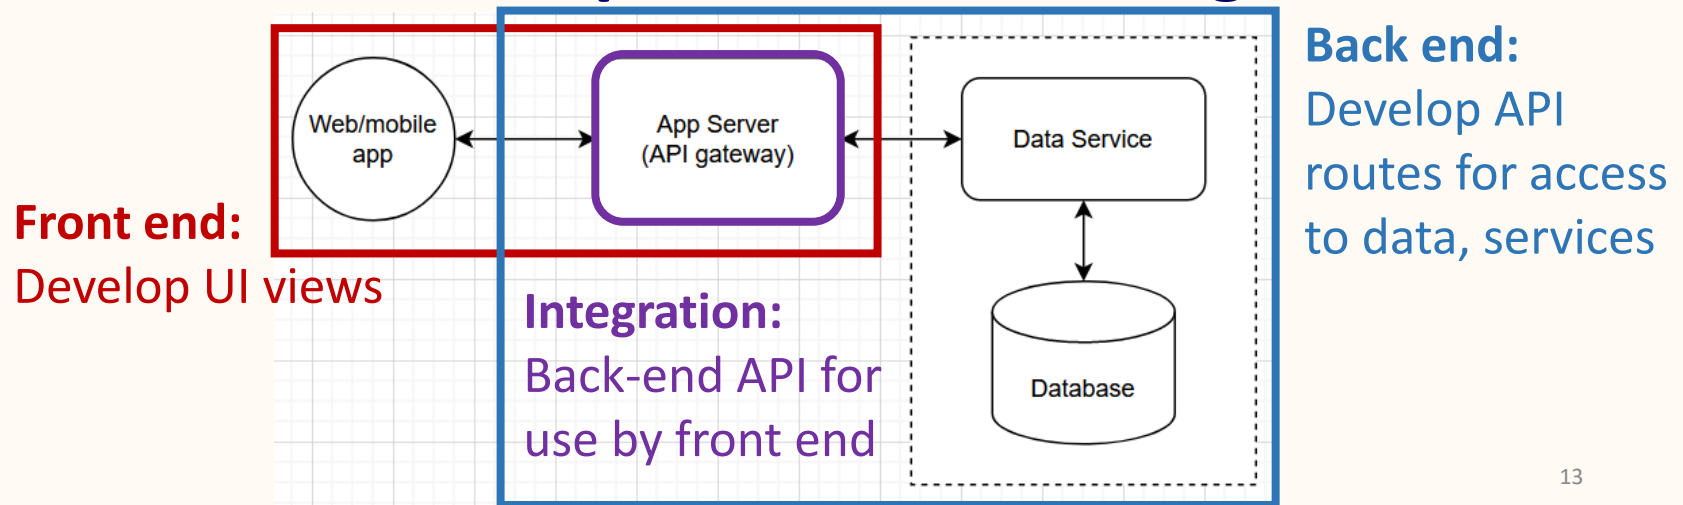 Front end:
Develop UI views
Web/mobile
app
App Server
(API gateway)
Integration:
Back-end API for
use by front end
Data Service
Database
Back end:
Develop API
routes for access
to data, services
13